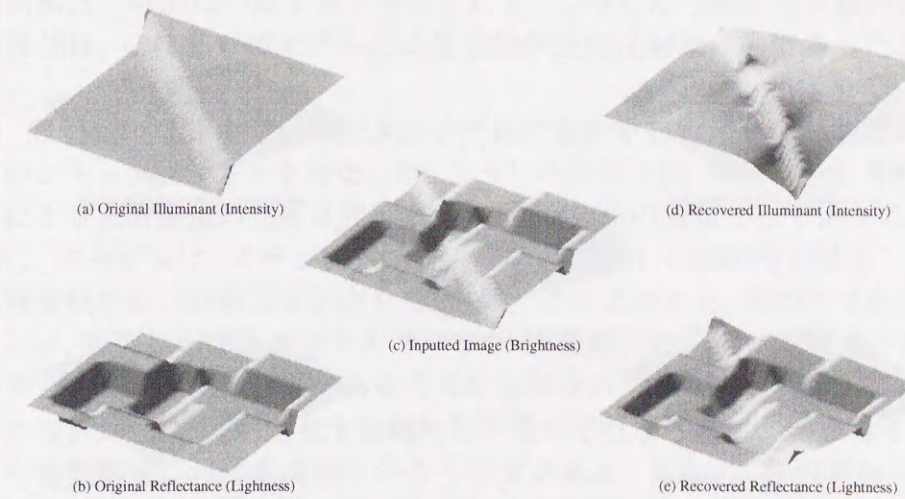 (a) Original Illuminant (Intensity)
(d) Recovered Illuminant (Intensity)
(c) Inputted Image (Brightness)
(b) Original Reflectance (Lightness)
(e) Recovered Reflectance (Lightness)